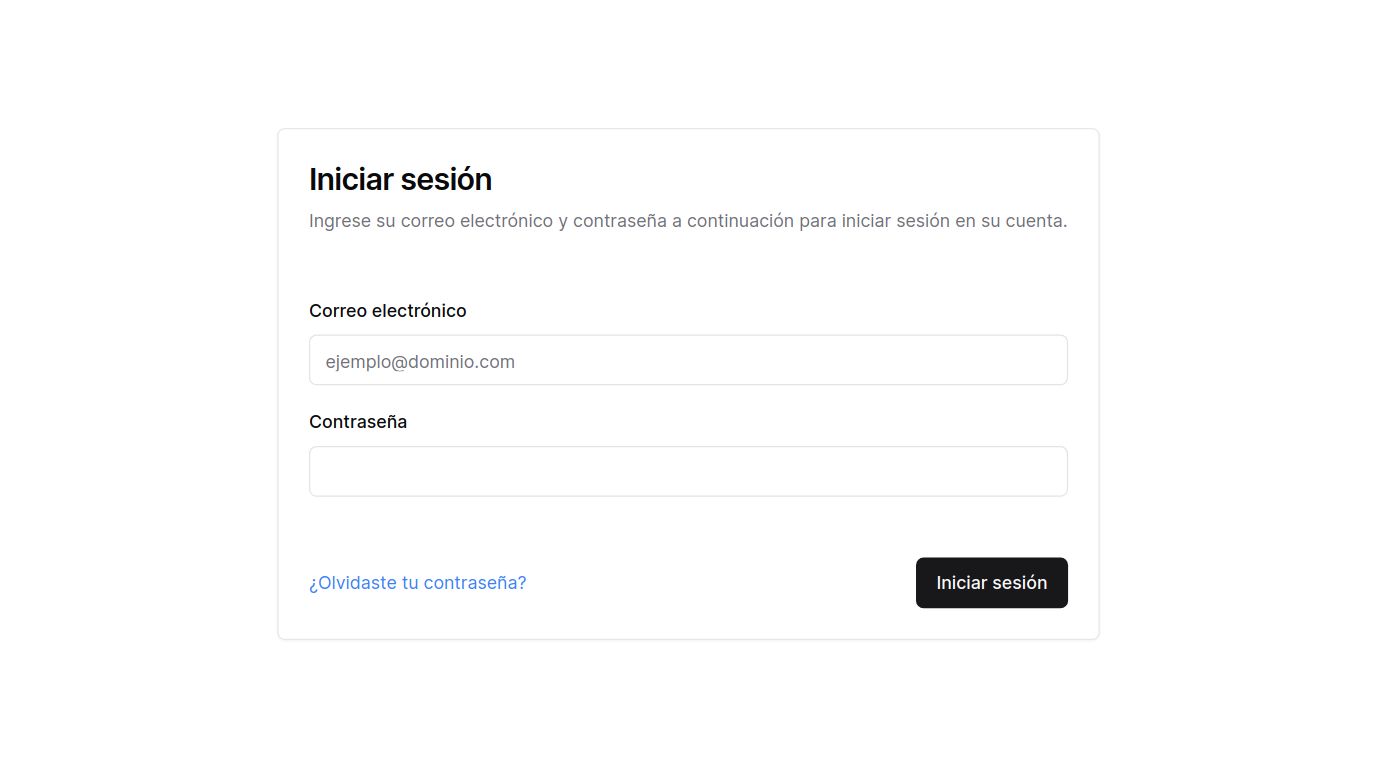 Iniciar sesión
Ingrese su correo electrónico y contraseña a continuación para iniciar sesión en su cuenta.
Correo electrónico
ejemplo@dominio.com
Contraseña
¿Olvidaste tu contraseña?
Iniciar sesión